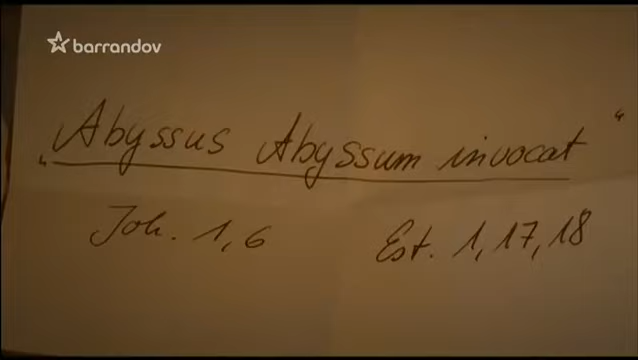 barrandov
„Abyssus Abyssum invocat“
Joh. 1,6 Est. 1,17,18